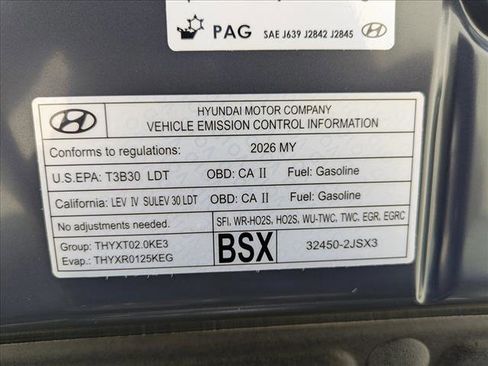 PAG SAE J639 J2842 J2845
HYUNDAI MOTOR COMPANY
VEHICLE EMISSION CONTROL INFORMATION
Conforms to regulations: 2026 MY
U.S.EPA: T3B30 LDT OBD: CA II Fuel: Gasoline
California: LEV IV SULEV 30 LDT OBD: CA II Fuel: Gasoline
No adjustments needed. SFI, WR-HO2S, HO2S, WU-TWC, TWC, EGR, EGRC
Group: THYXT02.0KE3
Evap.: THYXR0125KEG
BSX 32450-2JSX3